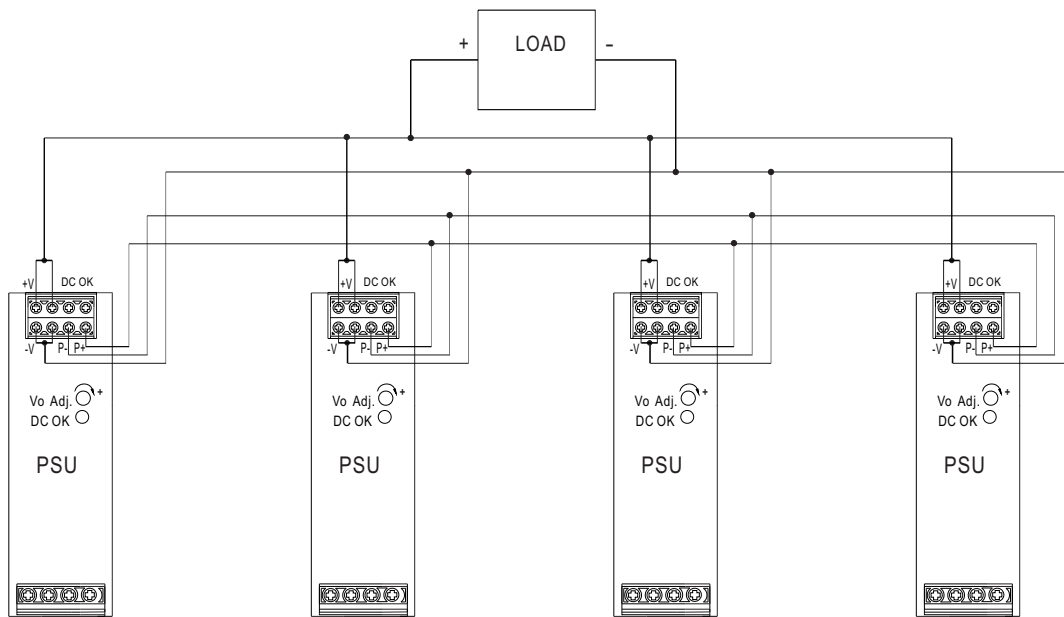 + LOAD -
+V DC OK
+V DC OK
+V DC OK
+V DC OK
-V P- P+
-V P- P+
-V P- P+
-V P- P+
Vo Adj. +
DC OK
PSU
Vo Adj. +
DC OK
PSU
Vo Adj. +
DC OK
PSU
Vo Adj. +
DC OK
PSU